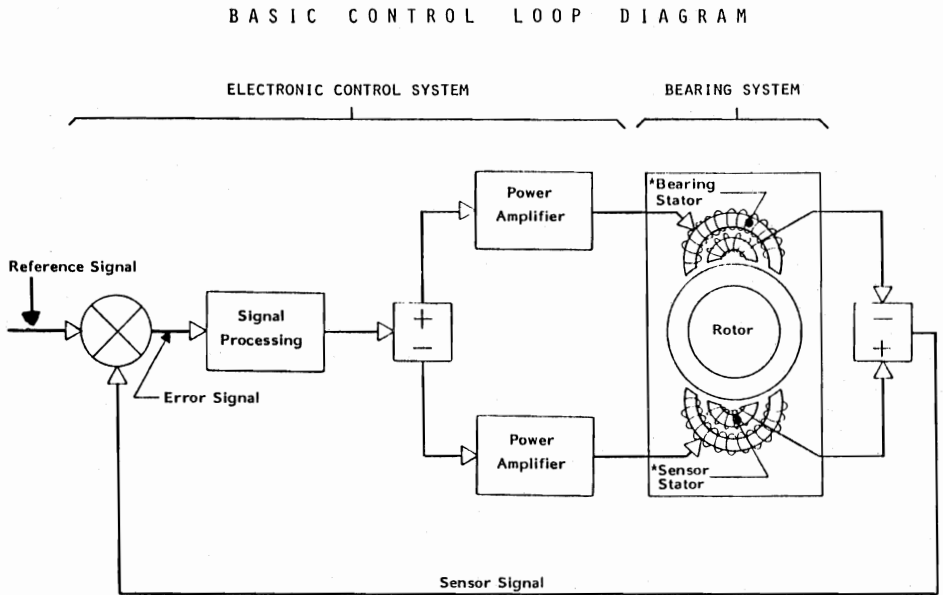 BASIC CONTROL LOOP DIAGRAM
ELECTRONIC CONTROL SYSTEM
BEARING SYSTEM
Power
Amplifier
*Bearing
Stator
Reference Signal
Signal
Processing
+
−
Rotor
−
+
Error Signal
Power
Amplifier
*Sensor
Stator
Sensor Signal